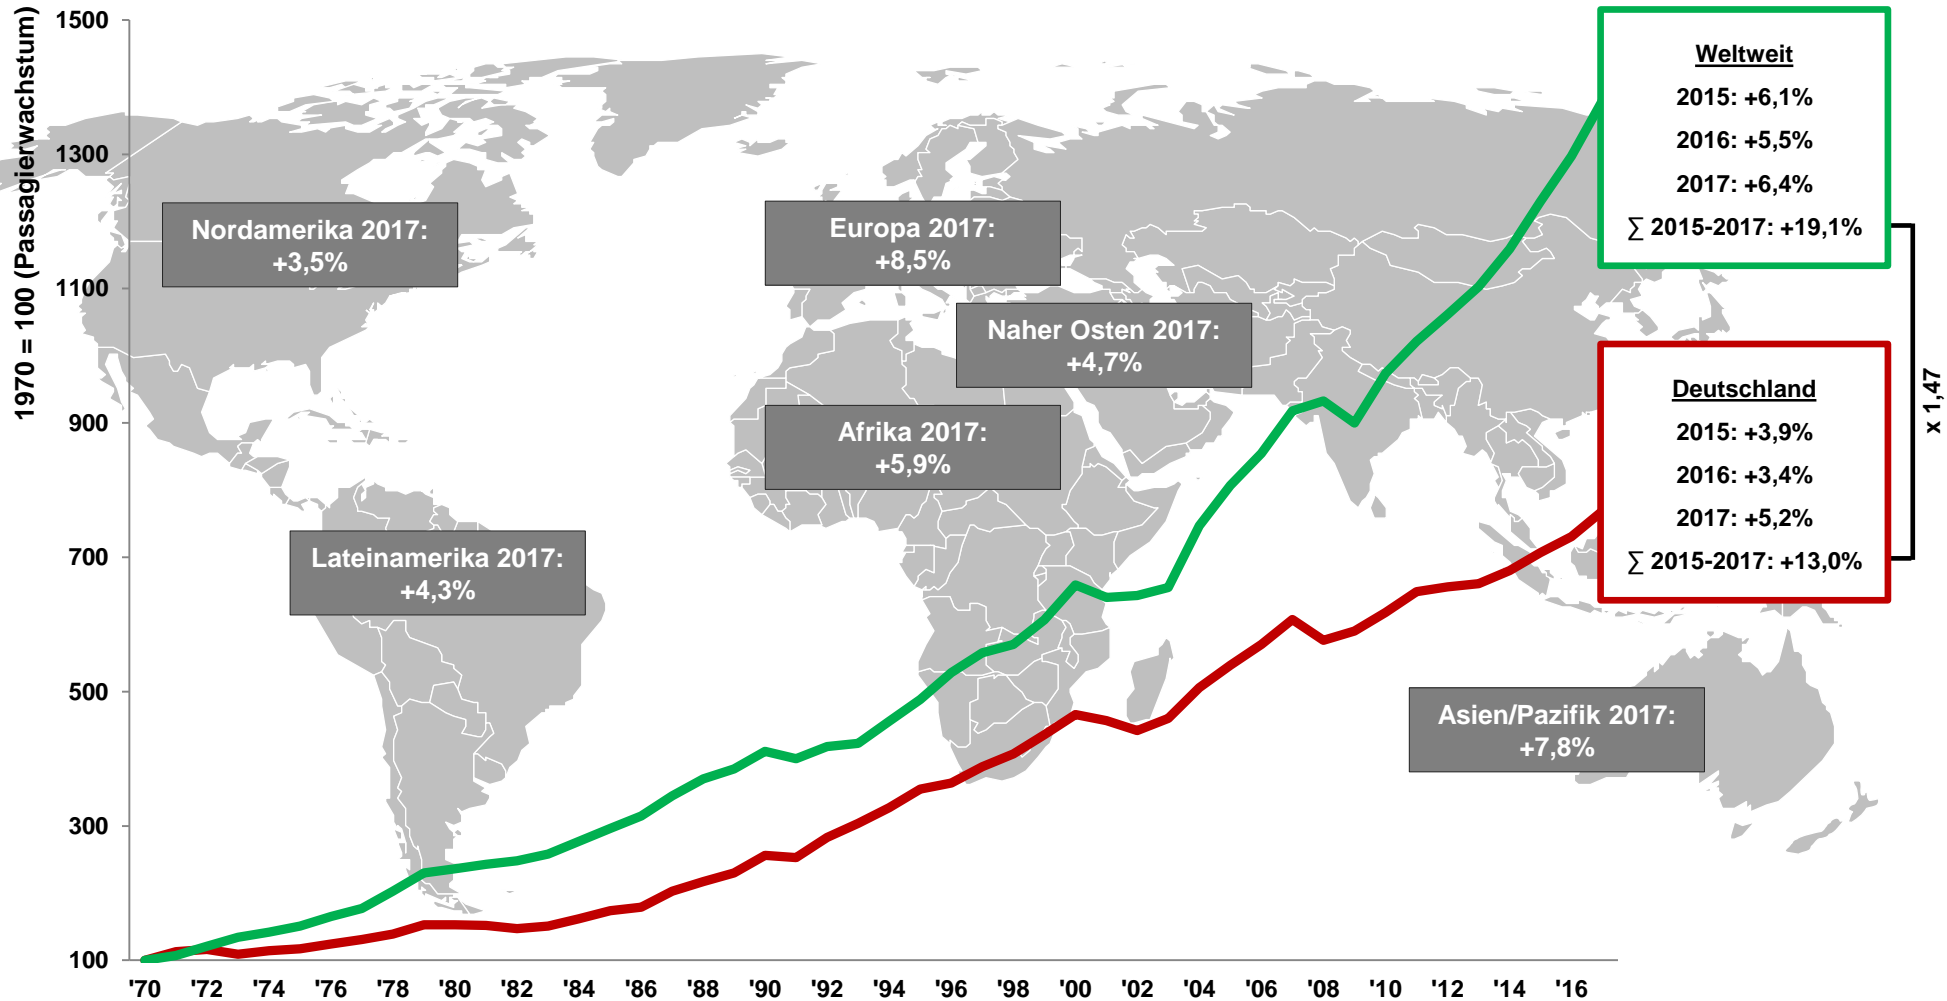 1970 = 100 (Passagierwachstum)
1500
1300
1100
900
700
500
300
100
'70 '72 '74 '76 '78 '80 '82 '84 '86 '88 '90 '92 '94 '96 '98 '00 '02 '04 '06 '08 '10 '12 '14 '16
Nordamerika 2017:
+3,5%
Europa 2017:
+8,5%
Naher Osten 2017:
+4,7%
Afrika 2017:
+5,9%
Lateinamerika 2017:
+4,3%
Asien/Pazifik 2017:
+7,8%
Weltweit
2015: +6,1%
2016: +5,5%
2017: +6,4%
∑ 2015-2017: +19,1%
Deutschland
2015: +3,9%
2016: +3,4%
2017: +5,2%
∑ 2015-2017: +13,0%
x 1,47